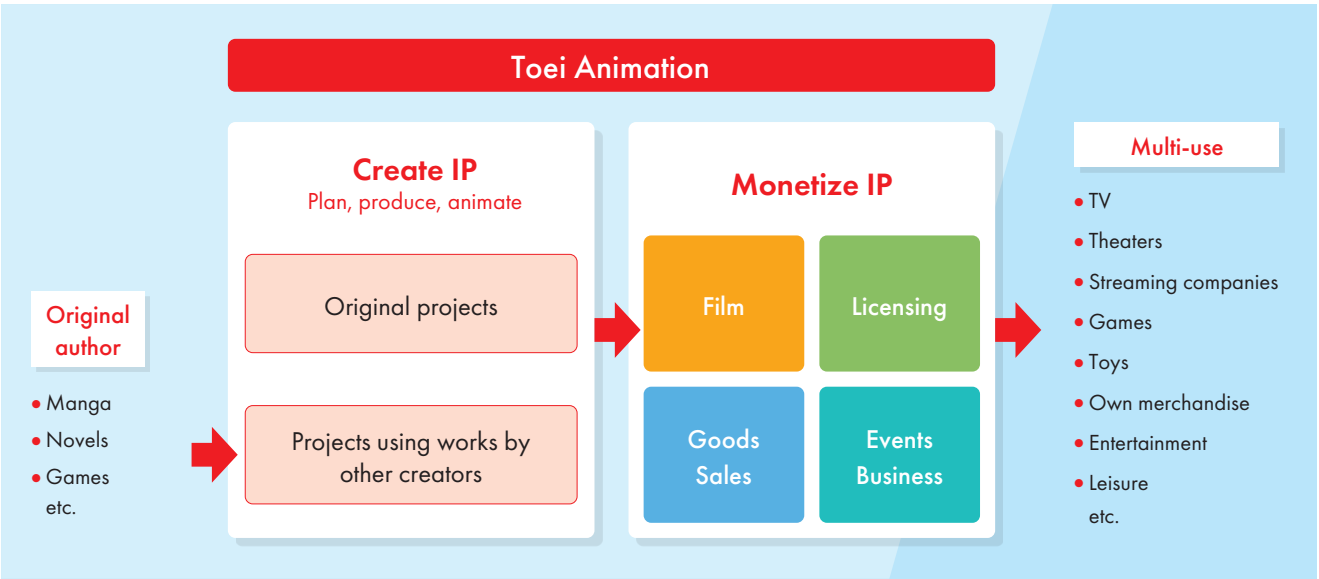 Toei Animation
Original
author
• Manga
• Novels
• Games
etc.
Create IP
Plan, produce, animate
Original projects
Projects using works by
other creators
Monetize IP
Film
Licensing
Goods
Sales
Events
Business
Multi-use
• TV
• Theaters
• Streaming companies
• Games
• Toys
• Own merchandise
• Entertainment
• Leisure
etc.